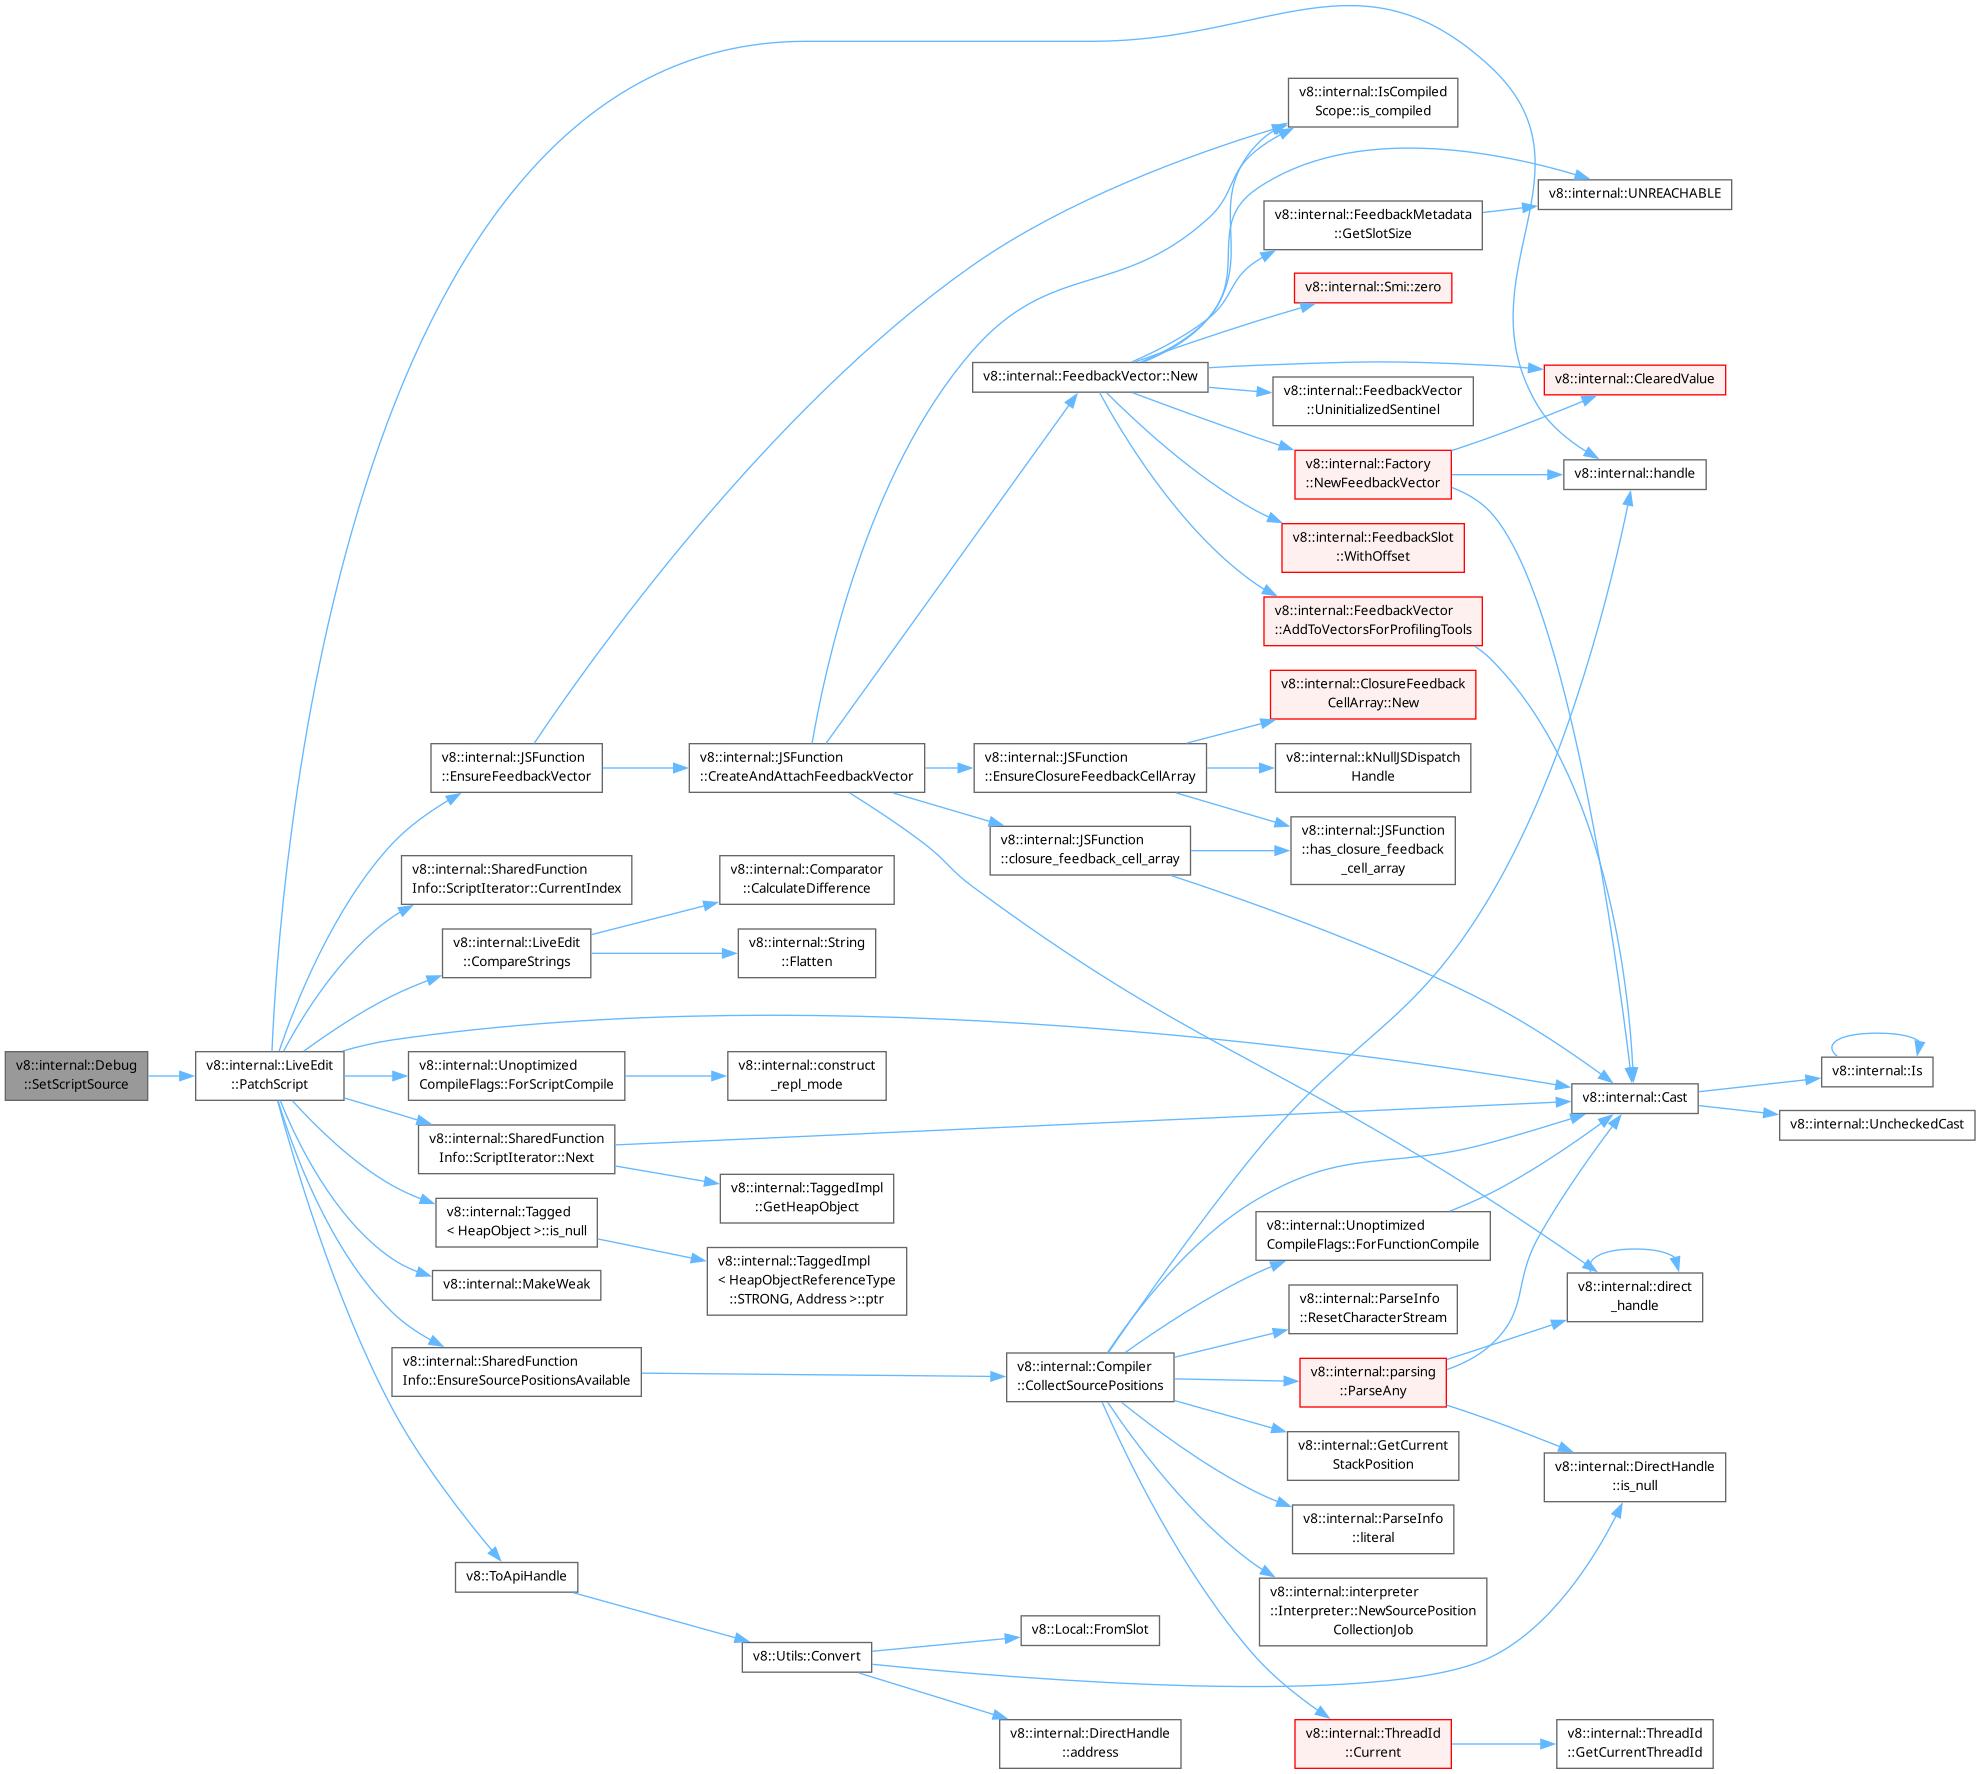 v8::internal::Debug
::SetScriptSource
v8::internal::LiveEdit
::PatchScript
v8::internal::JSFunction
::EnsureFeedbackVector
v8::internal::SharedFunction
Info::ScriptIterator::CurrentIndex
v8::internal::LiveEdit
::CompareStrings
v8::internal::Unoptimized
CompileFlags::ForScriptCompile
v8::internal::SharedFunction
Info::ScriptIterator::Next
v8::internal::Tagged
< HeapObject >::is_null
v8::internal::MakeWeak
v8::internal::SharedFunction
Info::EnsureSourcePositionsAvailable
v8::ToApiHandle
v8::internal::JSFunction
::CreateAndAttachFeedbackVector
v8::internal::Comparator
::CalculateDifference
v8::internal::String
::Flatten
v8::internal::construct
_repl_mode
v8::internal::TaggedImpl
::GetHeapObject
v8::internal::TaggedImpl
< HeapObjectReferenceType
::STRONG, Address >::ptr
v8::Utils::Convert
v8::internal::FeedbackVector::New
v8::internal::JSFunction
::EnsureClosureFeedbackCellArray
v8::internal::JSFunction
::closure_feedback_cell_array
v8::internal::Compiler
::CollectSourcePositions
v8::Local::FromSlot
v8::internal::DirectHandle
::address
v8::internal::IsCompiled
Scope::is_compiled
v8::internal::FeedbackMetadata
::GetSlotSize
v8::internal::Smi::zero
v8::internal::FeedbackVector
::UninitializedSentinel
v8::internal::Factory
::NewFeedbackVector
v8::internal::FeedbackSlot
::WithOffset
v8::internal::FeedbackVector
::AddToVectorsForProfilingTools
v8::internal::ClosureFeedback
CellArray::New
v8::internal::kNullJSDispatch
Handle
v8::internal::JSFunction
::has_closure_feedback
_cell_array
v8::internal::Unoptimized
CompileFlags::ForFunctionCompile
v8::internal::ParseInfo
::ResetCharacterStream
v8::internal::parsing
::ParseAny
v8::internal::GetCurrent
StackPosition
v8::internal::ParseInfo
::literal
v8::internal::interpreter
::Interpreter::NewSourcePosition
CollectionJob
v8::internal::ThreadId
::Current
v8::internal::UNREACHABLE
v8::internal::ClearedValue
v8::internal::handle
v8::internal::Cast
v8::internal::direct
_handle
v8::internal::DirectHandle
::is_null
v8::internal::ThreadId
::GetCurrentThreadId
v8::internal::Is
v8::internal::UncheckedCast